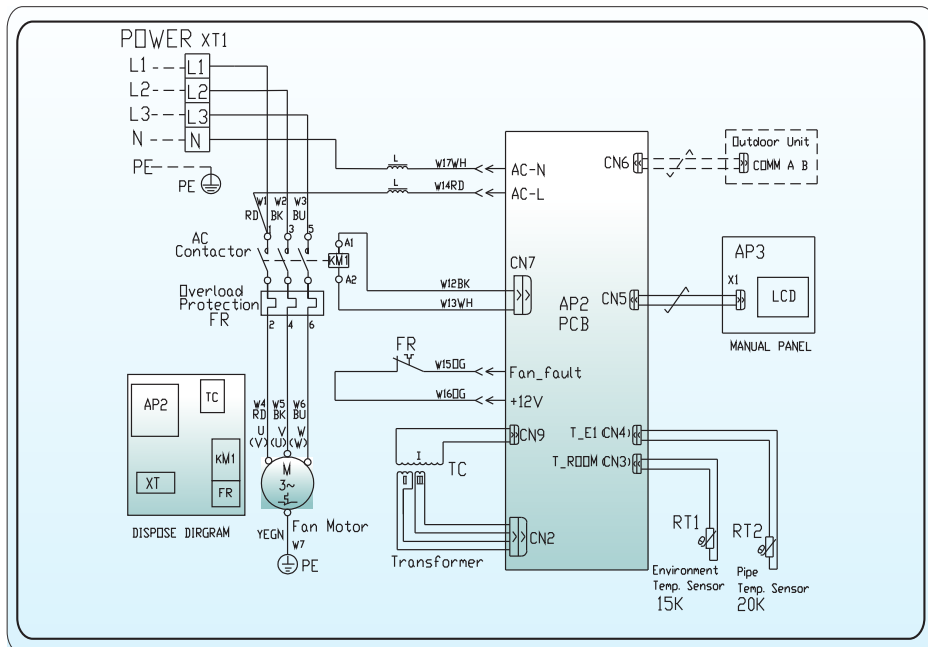 POWER XT1
L1 L1
L2 L2
L3 L3
N N
PE
PE
L W17WH AC-N
L W14RD AC-L
CN6
Outdoor Unit
COMM A B
W1 W2 W3
RD BK BU
1 3 5
AC
Contactor
KM1
A1
A2
CN7
W12BK
W13WH
AP2
PCB
CN5
AP3
X1
LCD
MANUAL PANEL
Overload
Protection
FR
2 4 6
FR
W15OG Fan_fault
W16OG +12V
CN9
I
TC
II III
CN2
Transformer
T_E1 (CN4)
T_ROOM (CN3)
RT1
RT2
θ
θ
Environment
Temp. Sensor
15K
Pipe
Temp. Sensor
20K
AP2
TC
KM1
XT
FR
DISPOSE DIRGRAM
W4 W5 W6
RD BK BU
U V W
(V) (U) (W)
M
3~
Fan Motor
YEGN
W7
PE